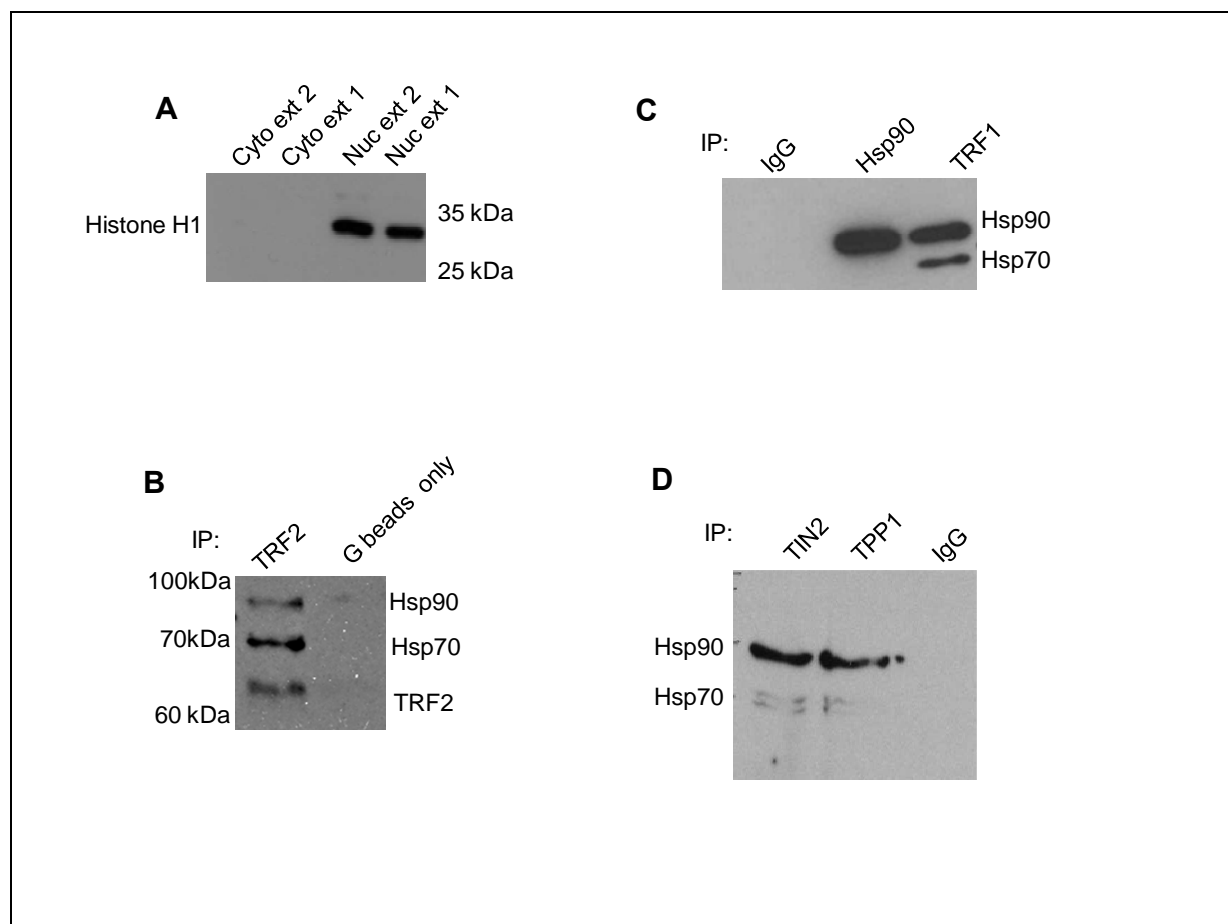 A
Cyto ext 2
Cyto ext 1
Nuc ext 2
Nuc ext 1
Histone H1
35 kDa
25 kDa
C
IP:
IgG
Hsp90
TRF1
Hsp90
Hsp70
B
IP:
TRF2
G beads only
100kDa
70kDa
60 kDa
Hsp90
Hsp70
TRF2
D
IP:
TIN2
TPP1
IgG
Hsp90
Hsp70